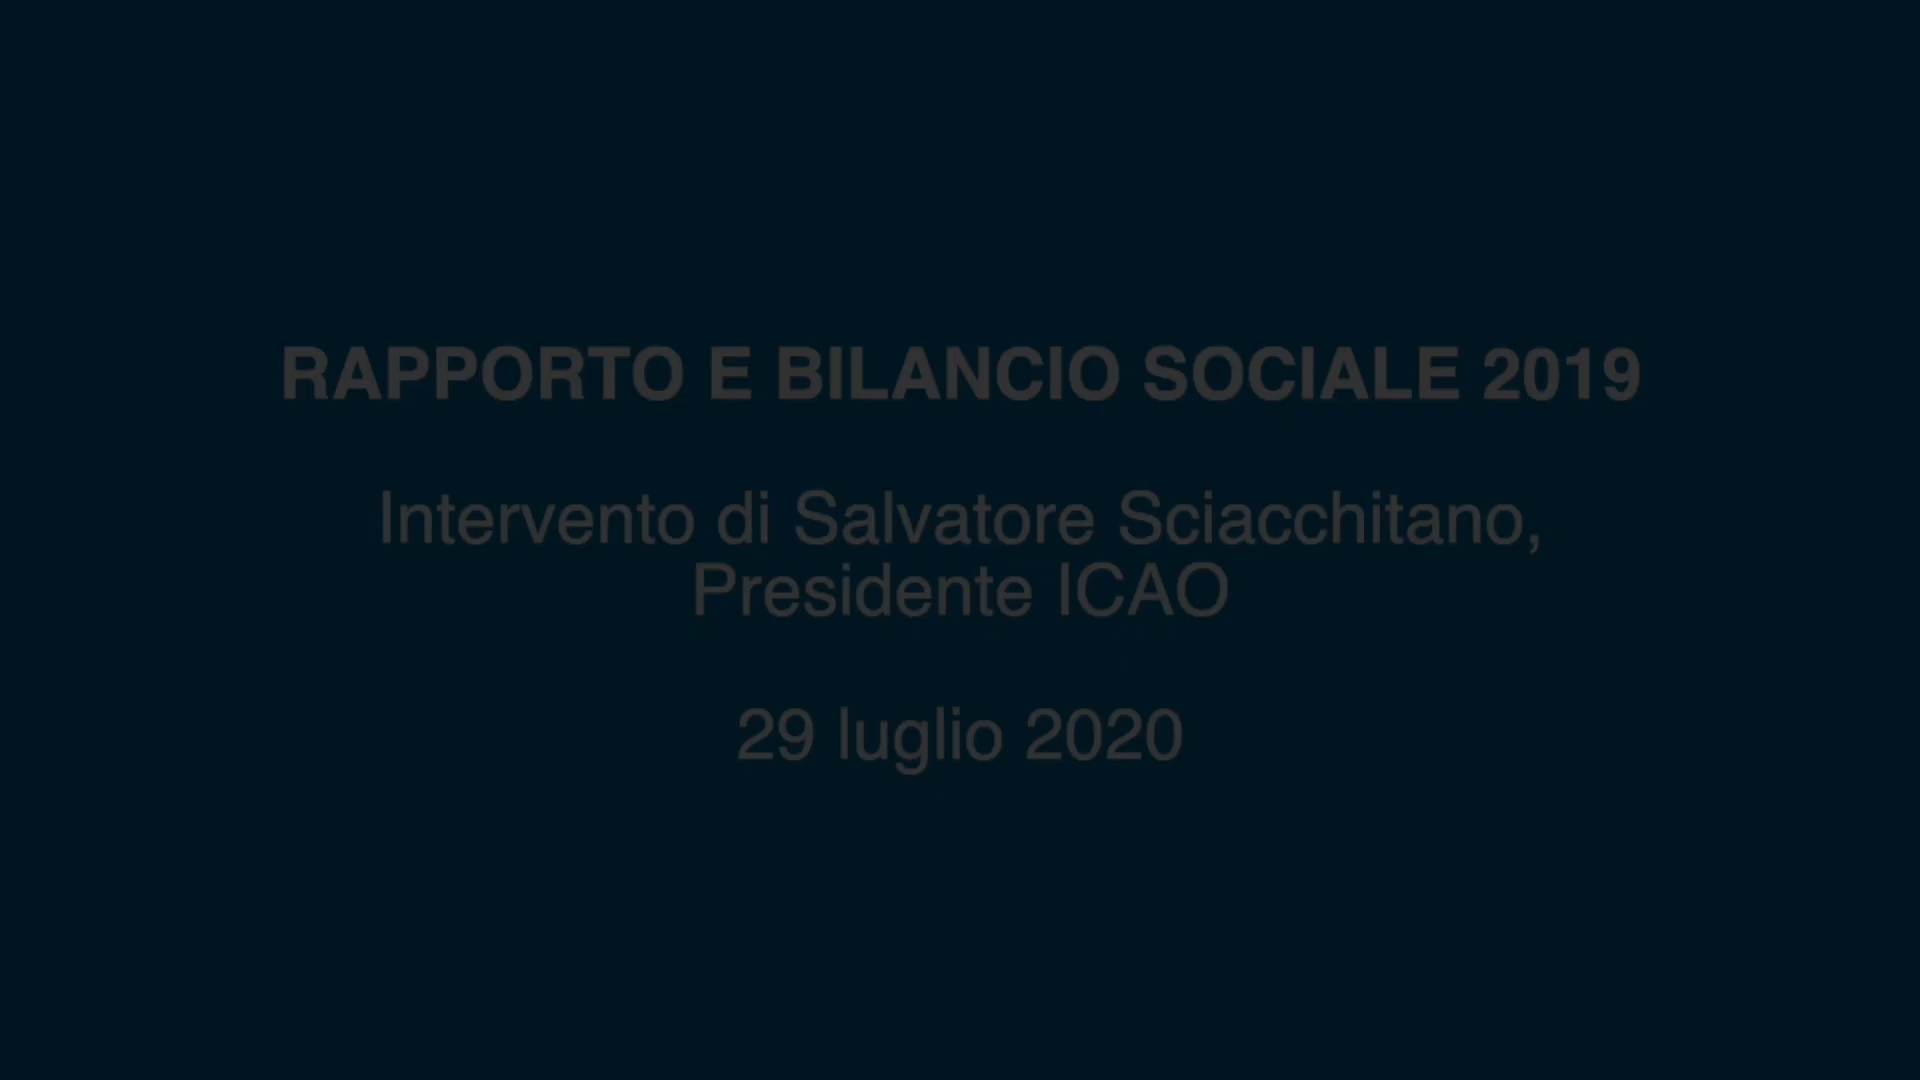 RAPPORTO E BILANCIO SOCIALE 2019
Intervento di Salvatore Sciacchitano,
Presidente ICAO
29 luglio 2020